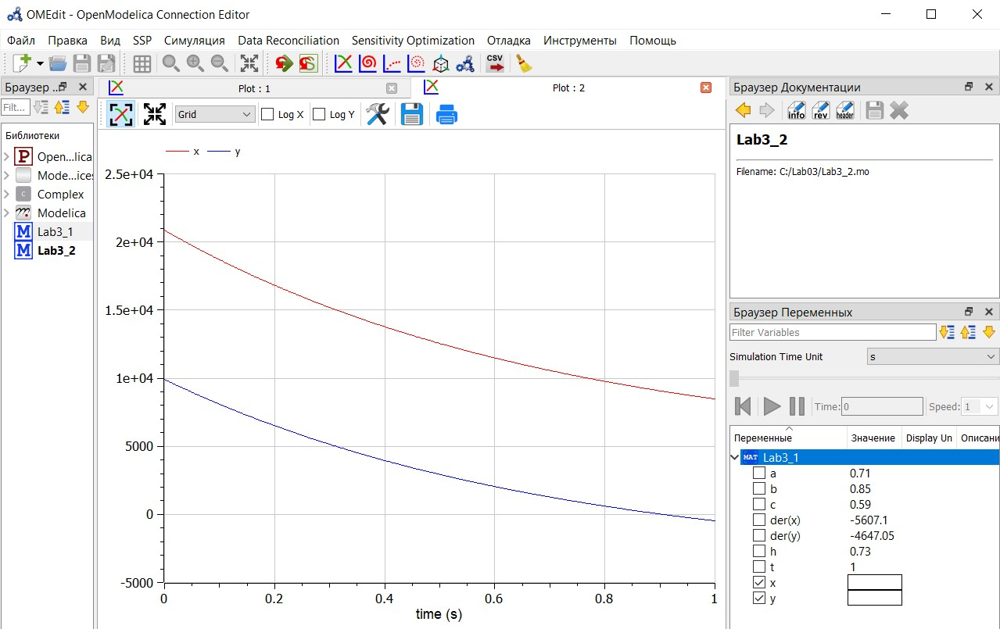 OMEdit - OpenModelica Connection Editor
Файл Правка Вид SSP Симуляция Data Reconciliation Sensitivity Optimization Отладка Инструменты Помощь
CSV
Браузер ..
Plot : 1
Plot : 2
Браузер Документации
Филt...
Grid
Log X
Log Y
info
rev
header
Библиотеки
P Open...lica
Mode...ices
C Complex
Modelica
M Lab3_1
M Lab3_2
x
y
2.5e+04
2e+04
1.5e+04
1e+04
5000
0
-5000
0 0.2 0.4 0.6 0.8 1
time (s)
Lab3_2
Filename: C:/Lab03/Lab3_2.mo
Браузер Переменных
Filter Variables
Simulation Time Unit s
Time: 0 Speed: 1
Переменные Значение Display Un Описани
MAT Lab3_1
a 0.71
b 0.85
c 0.59
der(x) -5607.1
der(y) -4647.05
h 0.73
t 1
x
y